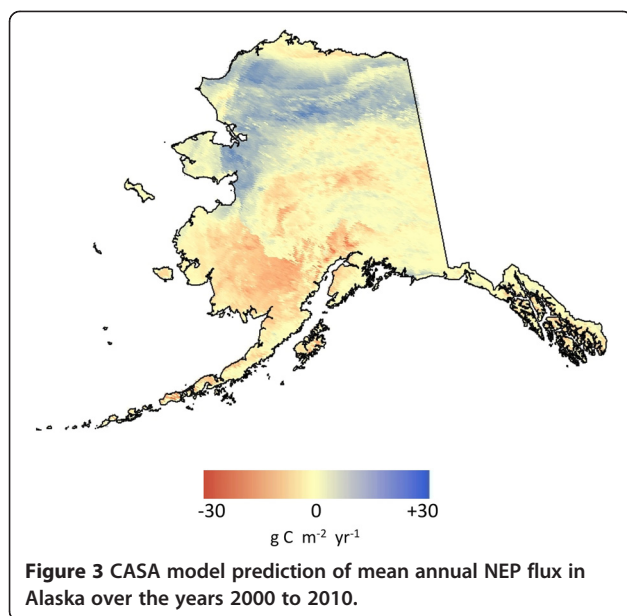 -30 0 +30
g C m⁻² yr⁻¹
Figure 3 CASA model prediction of mean annual NEP flux in
Alaska over the years 2000 to 2010.